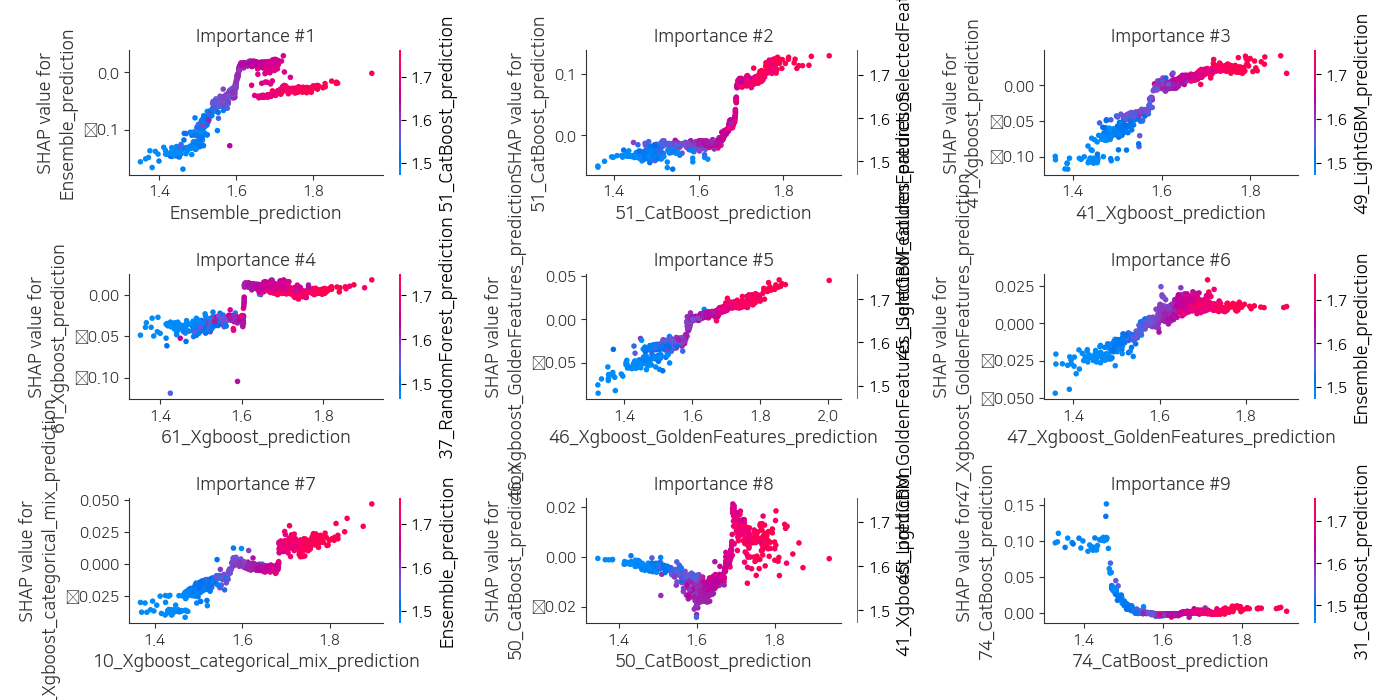 Importance #1
SHAP value for
Ensemble_prediction
0.0
0.1
1.4
1.6
1.8
Ensemble_prediction
1.7
1.6
1.5
51_CatBoost_prediction
Importance #2
SHAP value for
51_CatBoost_prediction
0.1
0.0
1.4
1.6
1.8
51_CatBoost_prediction
1.7
1.6
1.5
Importance #3
SHAP value for
41_Xgboost_prediction
0.00
0.05
0.10
1.4
1.6
1.8
41_Xgboost_prediction
1.7
1.6
1.5
49_LightGBM_prediction
Importance #4
SHAP value for
61_Xgboost_prediction
0.00
0.05
0.10
1.4
1.6
1.8
61_Xgboost_prediction
1.7
1.6
1.5
37_RandomForest_prediction
Importance #5
SHAP value for
46_Xgboost_GoldenFeatures_prediction
0.05
0.00
0.05
1.4
1.6
1.8
2.0
46_Xgboost_GoldenFeatures_prediction
1.7
1.6
1.5
Importance #6
SHAP value for
47_Xgboost_GoldenFeatures_prediction
0.025
0.000
0.025
0.050
1.4
1.6
1.8
47_Xgboost_GoldenFeatures_prediction
1.7
1.6
1.5
Ensemble_prediction
Importance #7
SHAP value for
_Xgboost_categorical_mix_prediction
0.050
0.025
0.000
0.025
1.4
1.6
1.8
10_Xgboost_categorical_mix_prediction
1.7
1.6
1.5
Ensemble_prediction
Importance #8
SHAP value for
50_CatBoost_prediction
0.02
0.00
0.02
1.4
1.6
1.8
50_CatBoost_prediction
1.7
1.6
1.5
Importance #9
SHAP value for
74_CatBoost_prediction
0.15
0.10
0.05
0.00
1.4
1.6
1.8
74_CatBoost_prediction
1.7
1.6
1.5
31_CatBoost_prediction